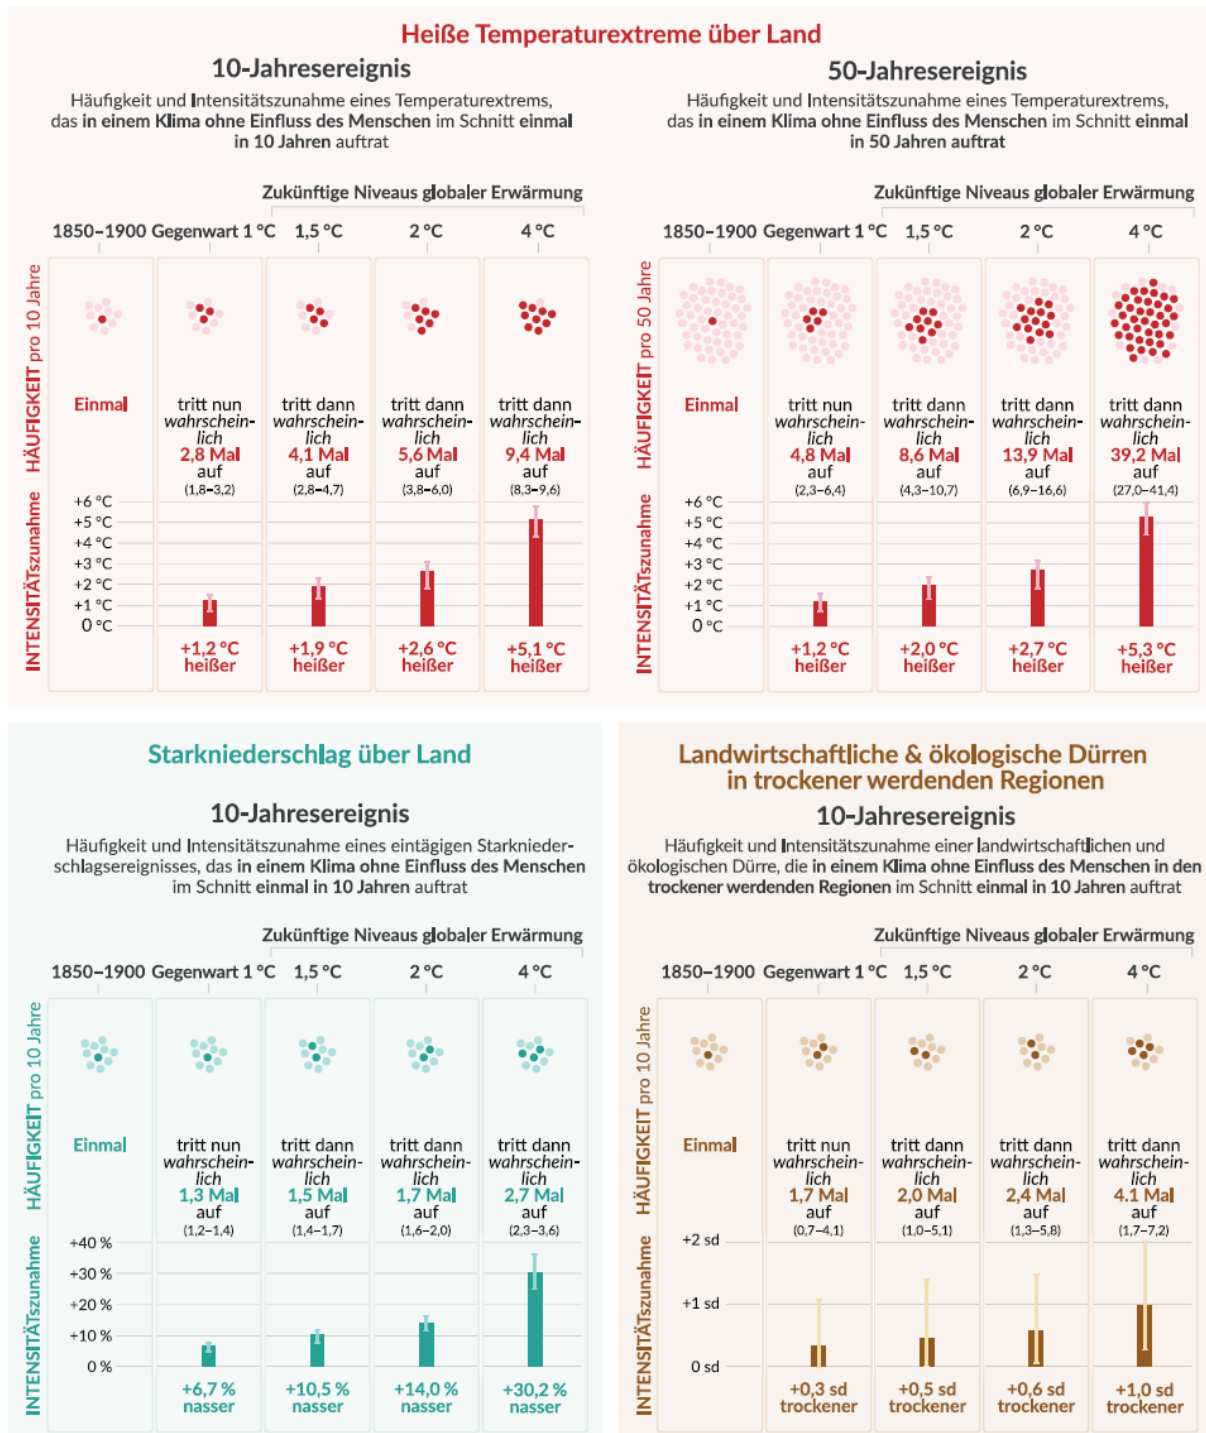 Heiße Temperaturextreme über Land
10-Jahresereignis
Häufigkeit und Intensitätszunahme eines Temperaturextrems,
das in einem Klima ohne Einfluss des Menschen im Schnitt einmal
in 10 Jahren auftrat
Zukünftige Niveaus globaler Erwärmung
1850–1900 Gegenwart 1 °C 1,5 °C 2 °C 4 °C
HÄUFIGKEIT pro 10 Jahre
Einmal
tritt nun
wahrschein-
lich
2,8 Mal
auf
(1,8–3,2)
tritt dann
wahrschein-
lich
4,1 Mal
auf
(2,8–4,7)
tritt dann
wahrschein-
lich
5,6 Mal
auf
(3,8–6,0)
tritt dann
wahrschein-
lich
9,4 Mal
auf
(8,3–9,6)
INTENSITÄTszunahme
+6 °C
+5 °C
+4 °C
+3 °C
+2 °C
+1 °C
0 °C
+1,2 °C
heißer
+1,9 °C
heißer
+2,6 °C
heißer
+5,1 °C
heißer
50-Jahresereignis
Häufigkeit und Intensitätszunahme eines Temperaturextrems,
das in einem Klima ohne Einfluss des Menschen im Schnitt einmal
in 50 Jahren auftrat
Zukünftige Niveaus globaler Erwärmung
1850–1900 Gegenwart 1 °C 1,5 °C 2 °C 4 °C
HÄUFIGKEIT pro 50 Jahre
Einmal
tritt nun
wahrschein-
lich
4,8 Mal
auf
(2,3–6,4)
tritt dann
wahrschein-
lich
8,6 Mal
auf
(4,3–10,7)
tritt dann
wahrschein-
lich
13,9 Mal
auf
(6,9–16,6)
tritt dann
wahrschein-
lich
39,2 Mal
auf
(27,0–41,4)
INTENSITÄTszunahme
+6 °C
+5 °C
+4 °C
+3 °C
+2 °C
+1 °C
0 °C
+1,2 °C
heißer
+2,0 °C
heißer
+2,7 °C
heißer
+5,3 °C
heißer
Starkniederschlag über Land
10-Jahresereignis
Häufigkeit und Intensitätszunahme eines eintägigen Starknieder-
schlagsereignisses, das in einem Klima ohne Einfluss des Menschen
im Schnitt einmal in 10 Jahren auftrat
Zukünftige Niveaus globaler Erwärmung
1850–1900 Gegenwart 1 °C 1,5 °C 2 °C 4 °C
HÄUFIGKEIT pro 10 Jahre
Einmal
tritt nun
wahrschein-
lich
1,3 Mal
auf
(1,2–1,4)
tritt dann
wahrschein-
lich
1,5 Mal
auf
(1,4–1,7)
tritt dann
wahrschein-
lich
1,7 Mal
auf
(1,6–2,0)
tritt dann
wahrschein-
lich
2,7 Mal
auf
(2,3–3,6)
INTENSITÄTszunahme
+40 %
+30 %
+20 %
+10 %
0 %
+6,7 %
nasser
+10,5 %
nasser
+14,0 %
nasser
+30,2 %
nasser
Landwirtschaftliche & ökologische Dürren
in trockener werdenden Regionen
10-Jahresereignis
Häufigkeit und Intensitätszunahme einer landwirtschaftlichen und
ökologischen Dürre, die in einem Klima ohne Einfluss des Menschen in den
trockener werdenden Regionen im Schnitt einmal in 10 Jahren auftrat
Zukünftige Niveaus globaler Erwärmung
1850–1900 Gegenwart 1 °C 1,5 °C 2 °C 4 °C
HÄUFIGKEIT pro 10 Jahre
Einmal
tritt nun
wahrschein-
lich
1,7 Mal
auf
(0,7–4,1)
tritt dann
wahrschein-
lich
2,0 Mal
auf
(1,0–5,1)
tritt dann
wahrschein-
lich
2,4 Mal
auf
(1,3–5,8)
tritt dann
wahrschein-
lich
4.1 Mal
auf
(1,7–7,2)
INTENSITÄTszunahme
+2 sd
+1 sd
0 sd
+0,3 sd
trockener
+0,5 sd
trockener
+0,6 sd
trockener
+1,0 sd
trockener